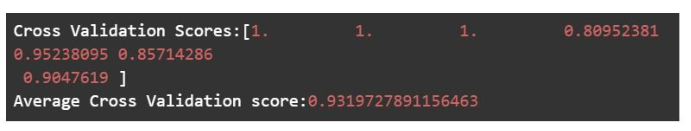 Cross Validation Scores:[1.         1.         1.         0.80952381
0.95238095 0.85714286
 0.9047619 ]
Average Cross Validation score:0.9319727891156463